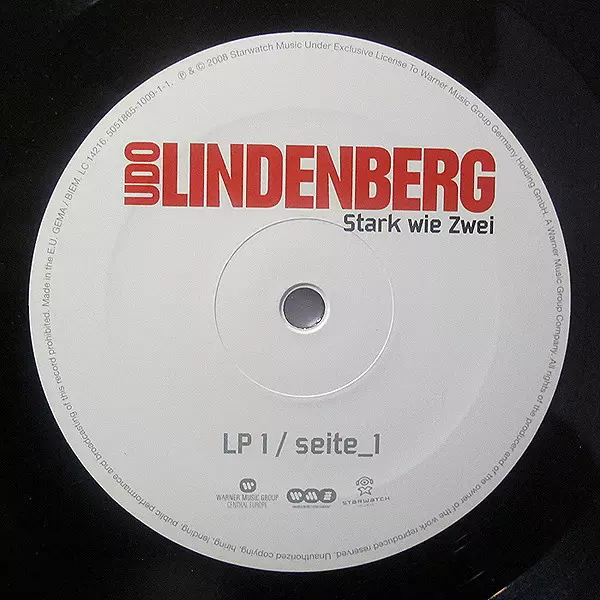 UDO
LINDENBERG
Stark wie Zwei
LP 1 / seite_1
WARNER MUSIC GROUP
CENTRAL EUROPE
STARWATCH
℗ & © 2008 Starwatch Music Under Exclusive License To Warner Music Group Germany Holding GmbH. A Warner Music Group Company. All rights of the producer and of the owner of the work reproduced prohibited. Unauthorized copying, hiring, lending, public performance and broadcasting of this record prohibited. Made in the E.U. GEMA / BIEM. LC 14216. 5051865-1009-1-1.